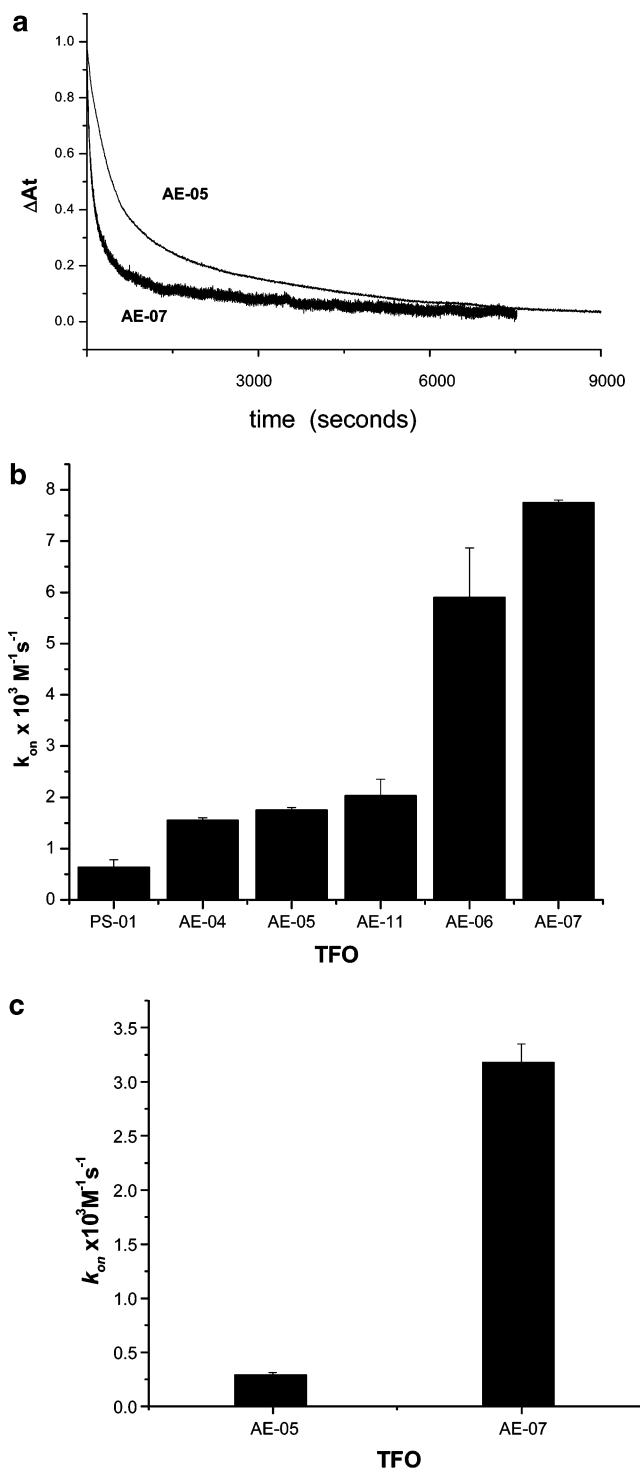 a
1.0
0.8
0.6
0.4
0.2
0.0
ΔAt
AE-05
AE-07
3000 6000 9000
time (seconds)
b
8
7
6
5
4
3
2
1
0
k_on x 10³ M⁻¹s⁻¹
PS-01 AE-04 AE-05 AE-11 AE-06 AE-07
TFO
c
3.5
3.0
2.5
2.0
1.5
1.0
0.5
0.0
k_on x10³M⁻¹s⁻¹
AE-05 AE-07
TFO